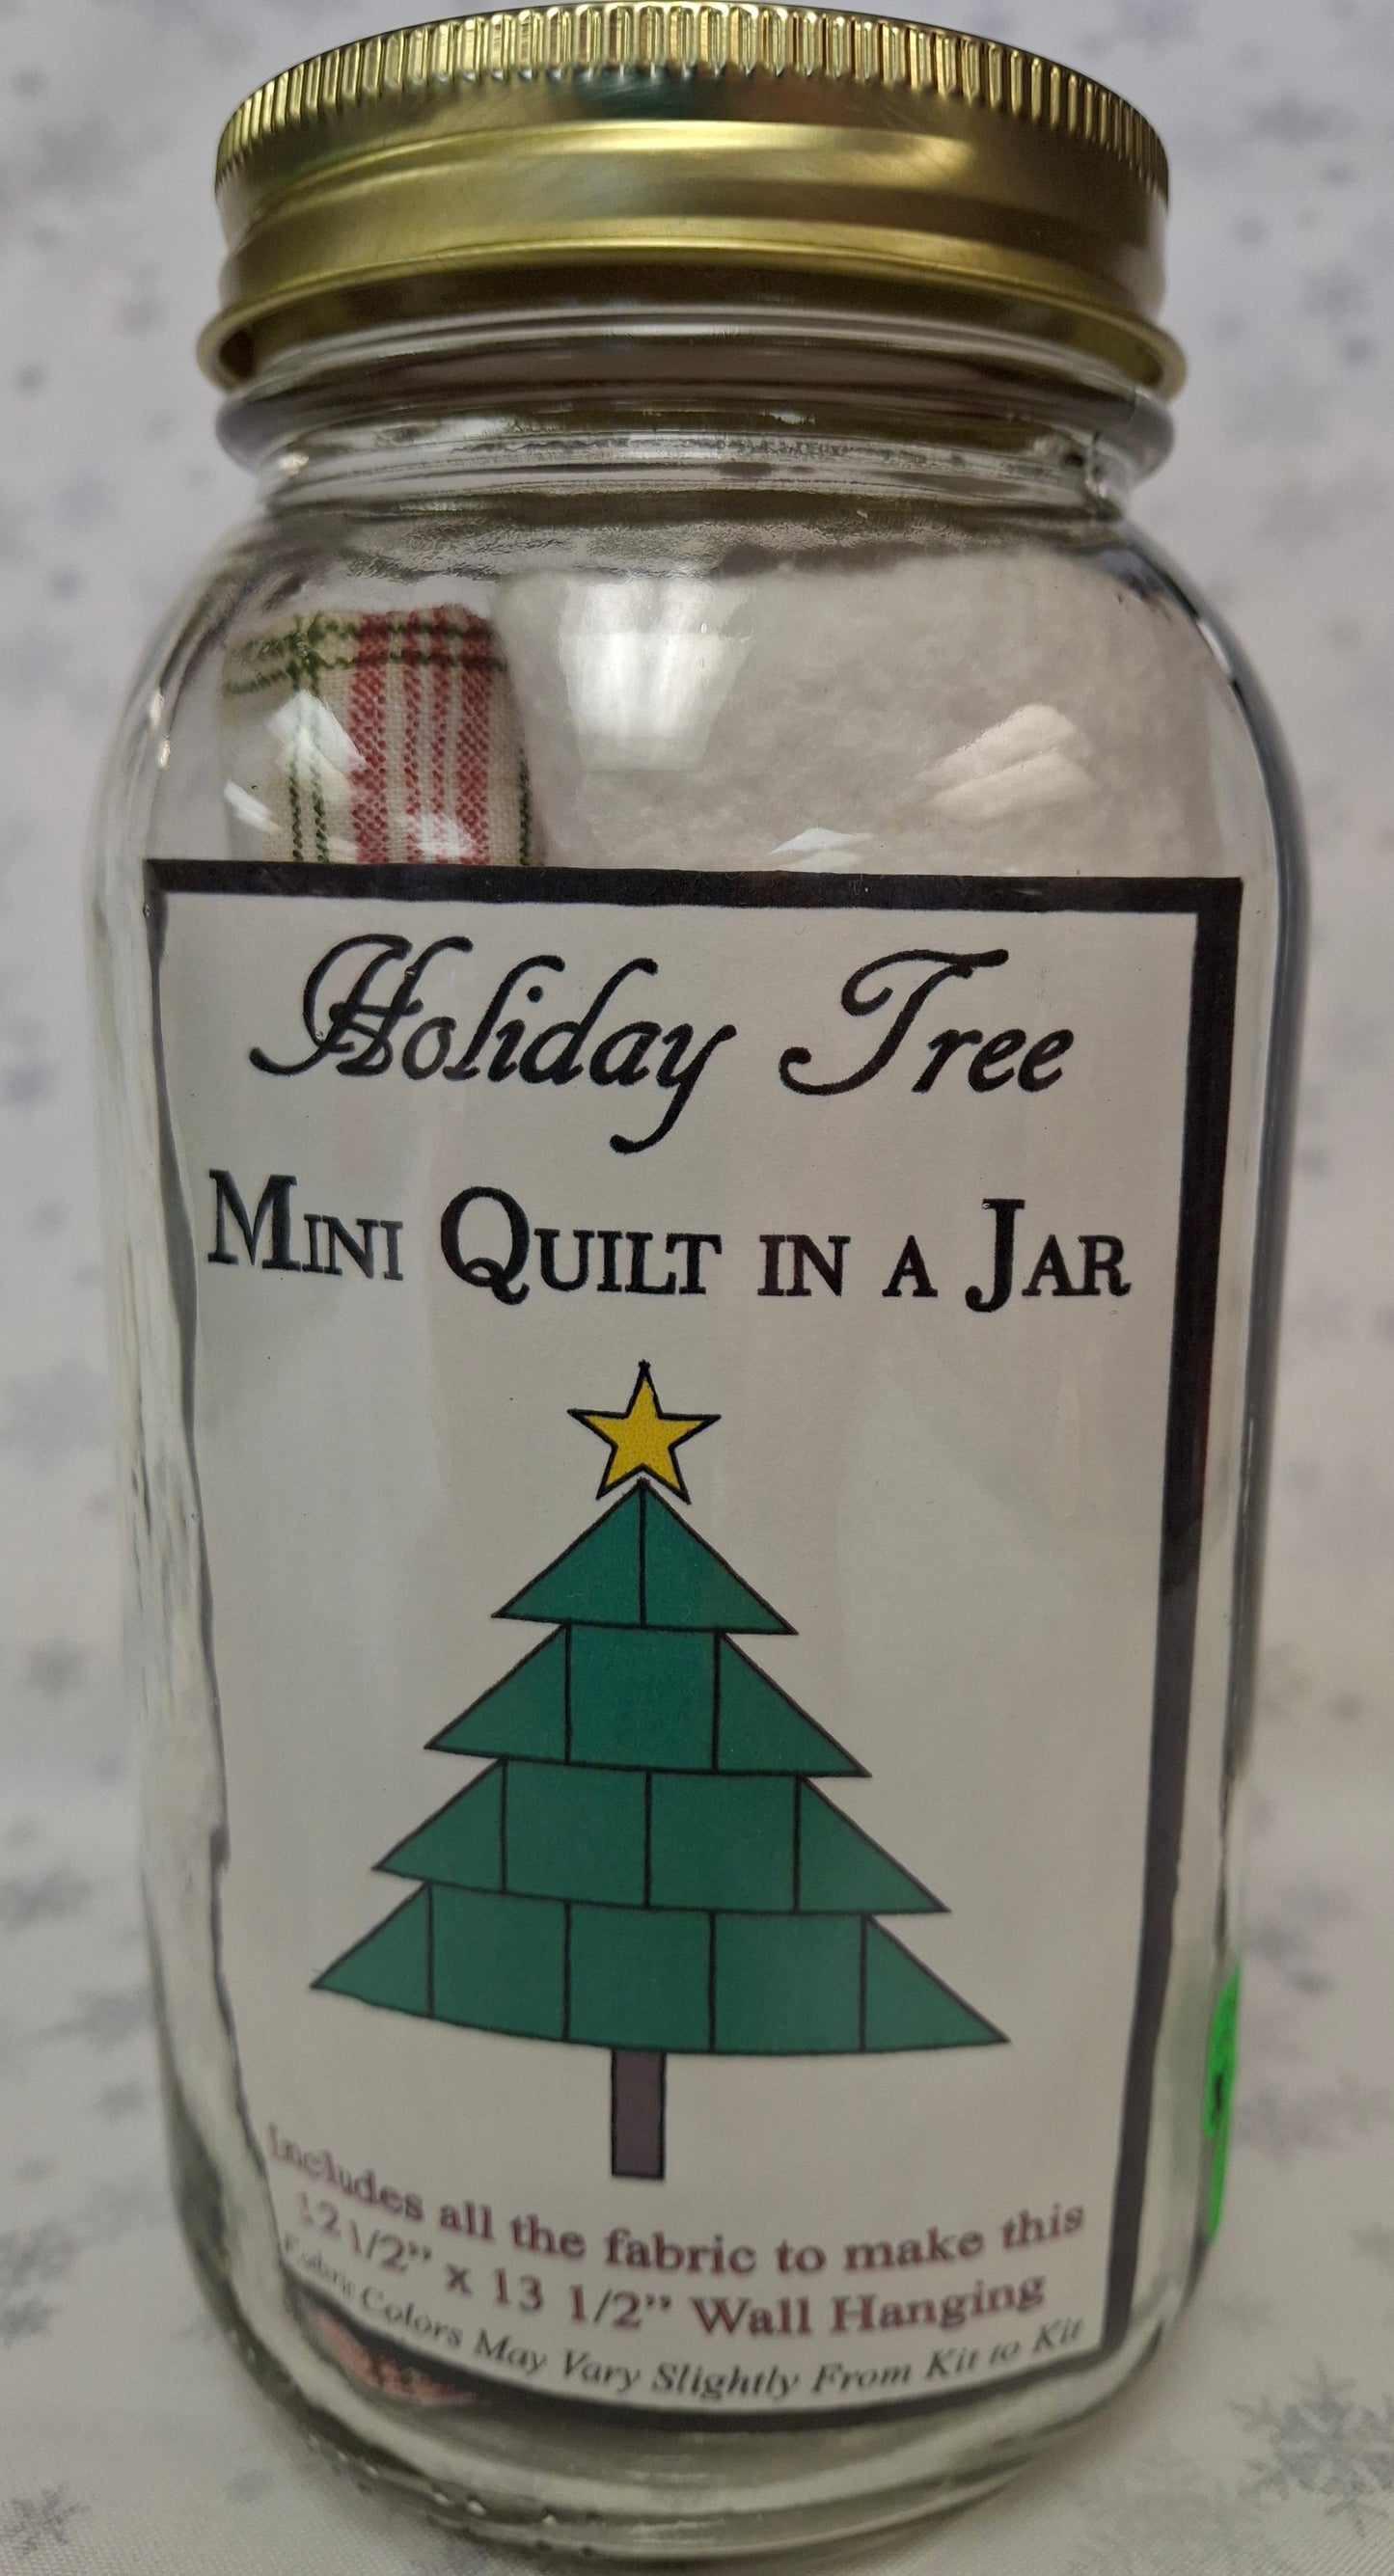 Holiday Tree
Mini Quilt in a Jar
Includes all the fabric to make this
12 1/2” x 13 1/2” Wall Hanging
Fabric Colors May Vary Slightly From Kit to Kit